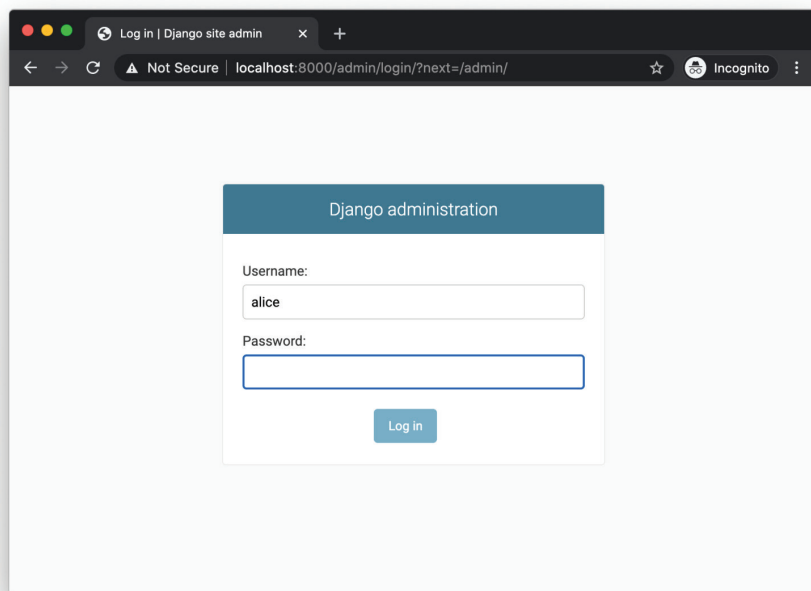 Log in | Django site admin
Not Secure | localhost:8000/admin/login/?next=/admin/
Incognito
Django administration
Username:
alice
Password:
Log in